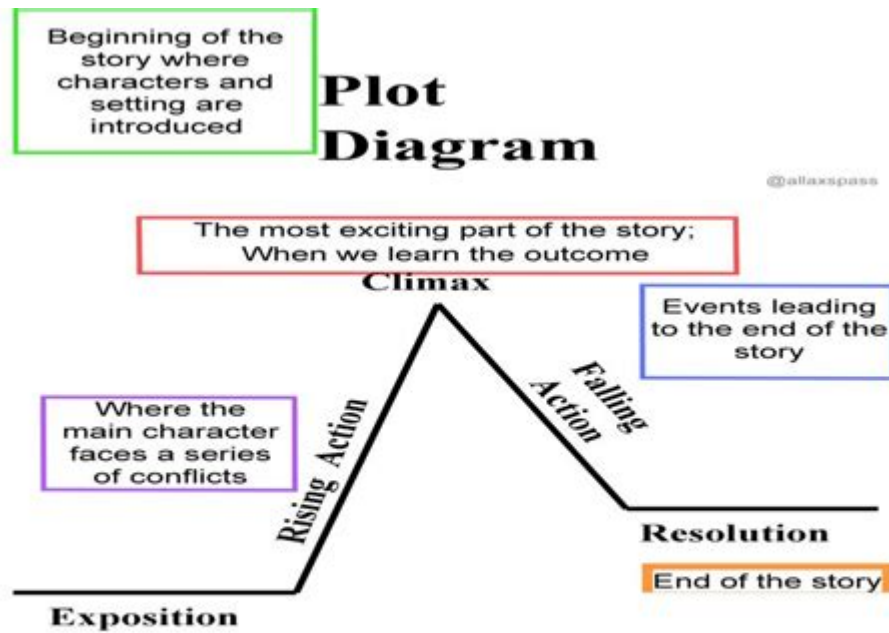 Beginning of the
story where
characters and
setting are
introduced
Plot
Diagram
@allaxspass
The most exciting part of the story;
When we learn the outcome
Climax
Events leading
to the end of the
story
Falling
Action
Where the
main character
faces a series
of conflicts
Rising Action
Resolution
End of the story
Exposition